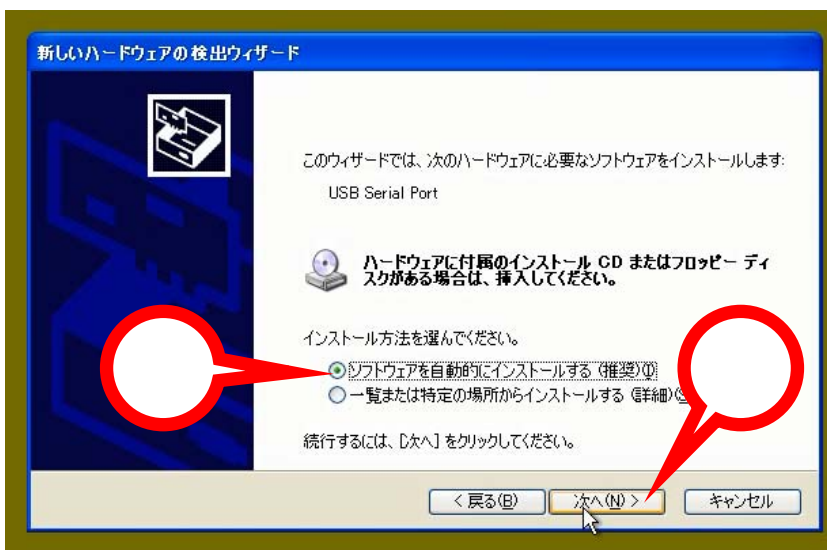 新しいハードウェアの検出ウィザード
このウィザードでは、次のハードウェアに必要なソフトウェアをインストールします:
USB Serial Port
ハードウェアに付属のインストール CD またはフロッピー ディ
スクがある場合は、挿入してください。
インストール方法を選んでください。
ソフトウェアを自動的にインストールする (推奨)(I)
一覧または特定の場所からインストールする (詳細)(S
続行するには、[次へ] をクリックしてください。
< 戻る(B)
次へ(N) >
キャンセル